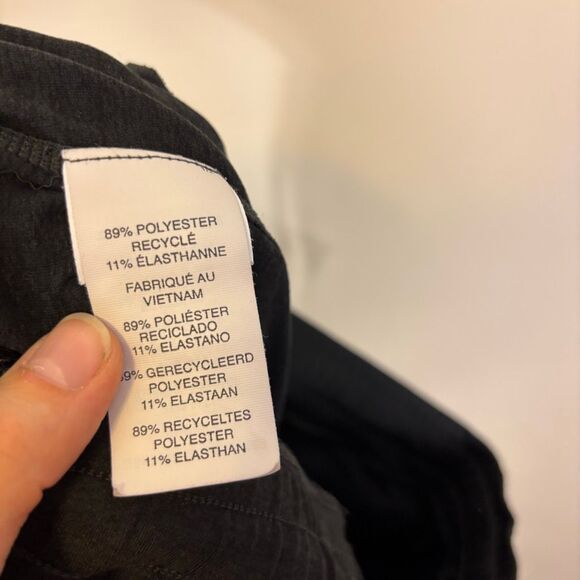 89% POLYESTER
RECYCLÉ
11% ÉLASTHANNE
FABRIQUÉ AU
VIETNAM
89% POLIÉSTER
RECICLADO
11% ELASTANO
9% GERECYCLEERD
POLYESTER
11% ELASTAAN
89% RECYCELTES
POLYESTER
11% ELASTHAN